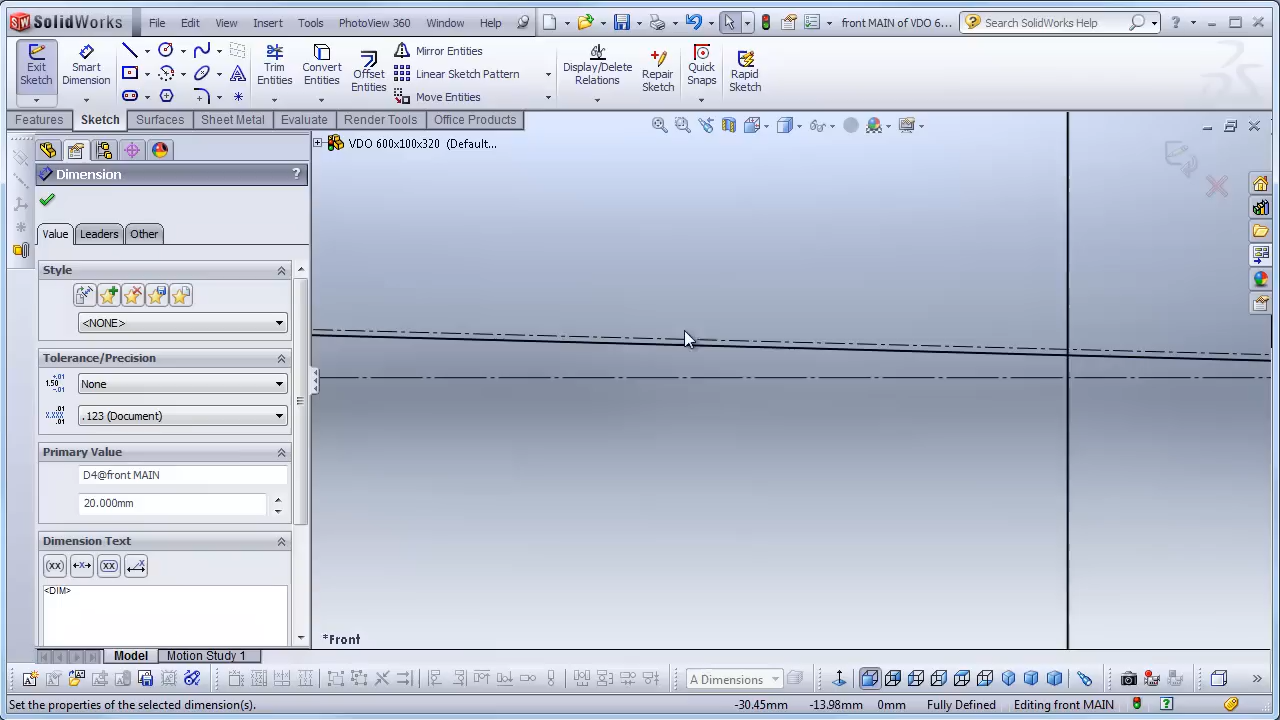 SolidWorks File Edit View Insert Tools PhotoView 360 Window Help front MAIN of VDO 6... Search SolidWorks Help
Exit Sketch
Smart Dimension
Trim Entities
Convert Entities
Offset Entities
Mirror Entities
Linear Sketch Pattern
Move Entities
Display/Delete Relations
Repair Sketch
Quick Snaps
Rapid Sketch
Features Sketch Surfaces Sheet Metal Evaluate Render Tools Office Products
VDO 600x100x320 (Default...
Dimension ?
Value Leaders Other
Style
<NONE>
Tolerance/Precision
None
.123 (Document)
Primary Value
D4@front MAIN
20.000mm
Dimension Text
<DIM>
*Front
Model Motion Study 1
A Dimensions
Set the properties of the selected dimension(s). -30.45mm -13.98mm 0mm Fully Defined Editing front MAIN